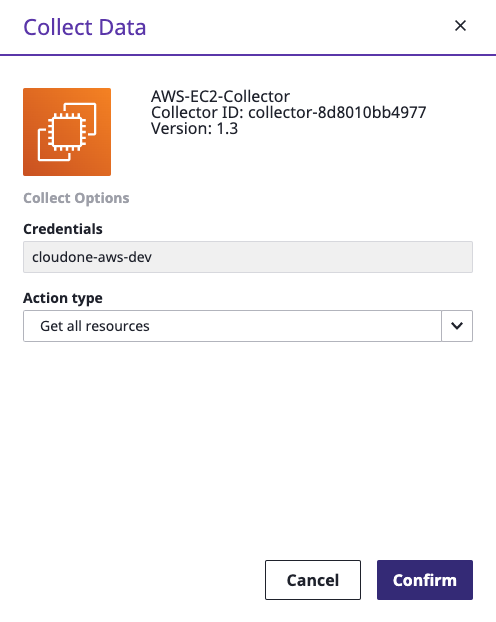 Collect Data
AWS-EC2-Collector
Collector ID: collector-8d8010bb4977
Version: 1.3
Collect Options
Credentials
cloudone-aws-dev
Action type
Get all resources
Cancel
Confirm